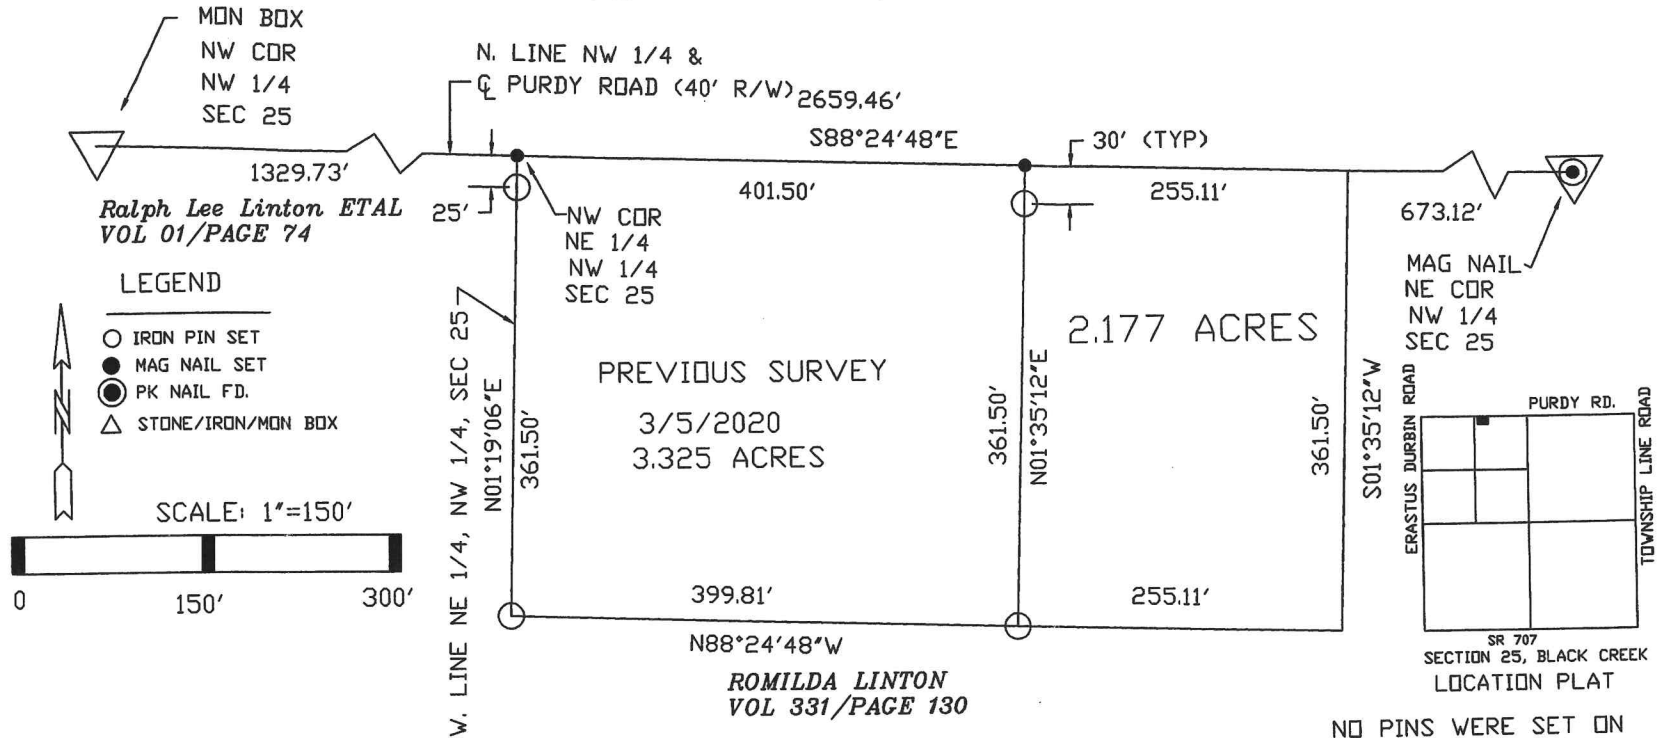 MON BOX
NW COR
NW 1/4
SEC 25
N. LINE NW 1/4 &
℄ PURDY ROAD (40' R/W)
2659.46'
S88°24'48"E
30' (TYP)
1329.73'
401.50'
255.11'
673.12'
Ralph Lee Linton ETAL
VOL 01/PAGE 74
25'
NW COR
NE 1/4
NW 1/4
SEC 25
MAG NAIL
NE COR
NW 1/4
SEC 25
LEGEND
IRON PIN SET
MAG NAIL SET
PK NAIL FD.
STONE/IRON/MON BOX
N
SCALE: 1"=150'
0 150' 300'
W. LINE NE 1/4, NW 1/4, SEC 25
N01°19'06"E
361.50'
PREVIOUS SURVEY
3/5/2020
3.325 ACRES
361.50'
N01°35'12"E
2.177 ACRES
361.50'
S01°35'12"W
399.81'
255.11'
N88°24'48"W
ROMILDA LINTON
VOL 331/PAGE 130
PURDY RD.
ERASTUS DURBIN ROAD
TOWNSHIP LINE ROAD
SR 707
SECTION 25, BLACK CREEK
LOCATION PLAT
NO PINS WERE SET ON